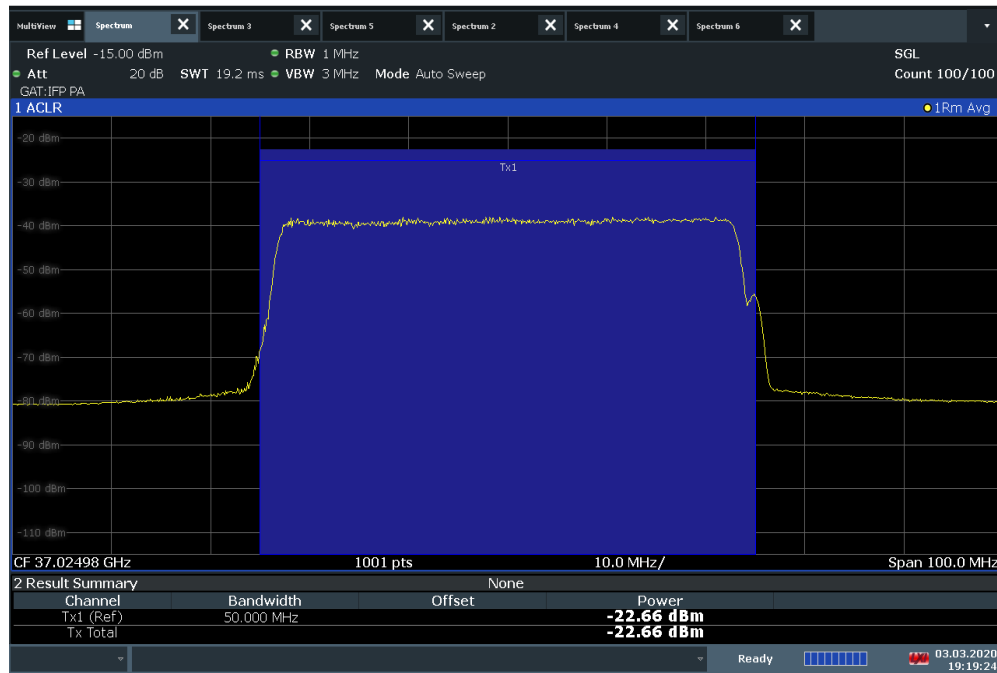 MultiView Spectrum X Spectrum 3 X Spectrum 5 X Spectrum 2 X Spectrum 4 X Spectrum 6 X
Ref Level -15.00 dBm RBW 1 MHz SGL
Att 20 dB SWT 19.2 ms VBW 3 MHz Mode Auto Sweep Count 100/100
GAT:IFP PA
1 ACLR 1Rm Avg
-20 dBm
Tx1
-30 dBm
-40 dBm
-50 dBm
-60 dBm
-70 dBm
-80 dBm
-90 dBm
-100 dBm
-110 dBm
CF 37.02498 GHz 1001 pts 10.0 MHz/ Span 100.0 MHz
2 Result Summary None
Channel Bandwidth Offset Power
Tx1 (Ref) 50.000 MHz -22.66 dBm
Tx Total -22.66 dBm
Ready 03.03.2020
19:19:24